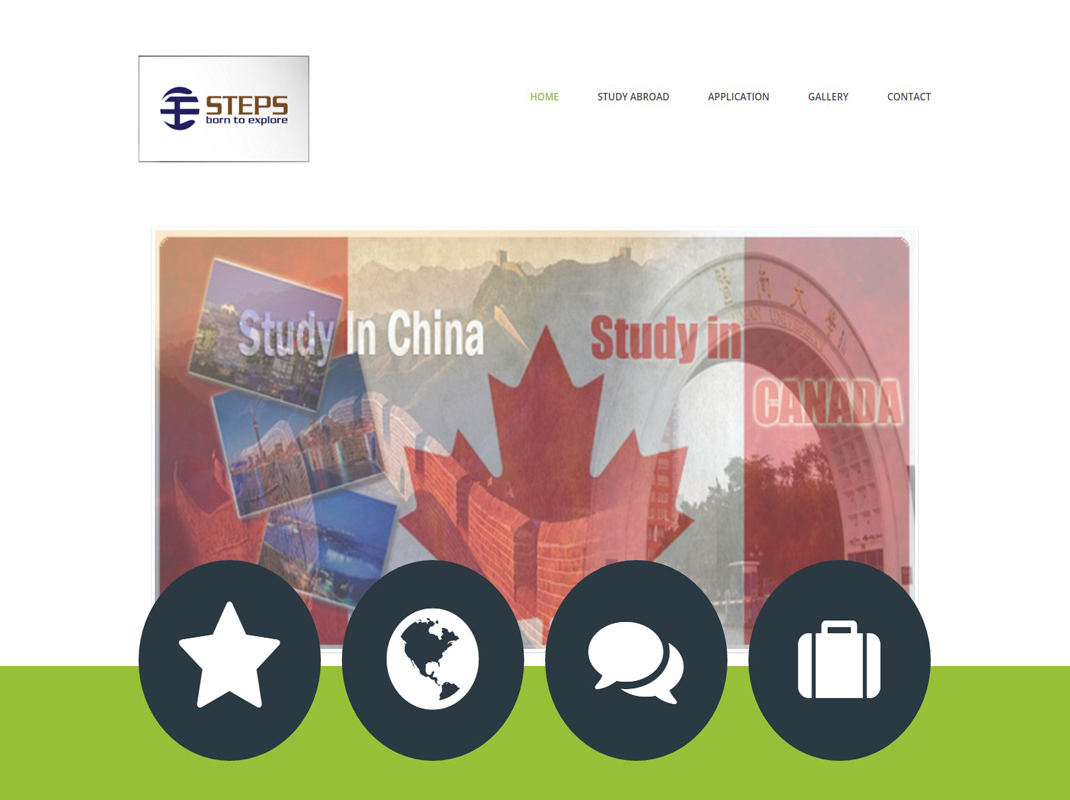 STEPS
born to explore
HOME
STUDY ABROAD
APPLICATION
GALLERY
CONTACT
Study In China
Study in
CANADA